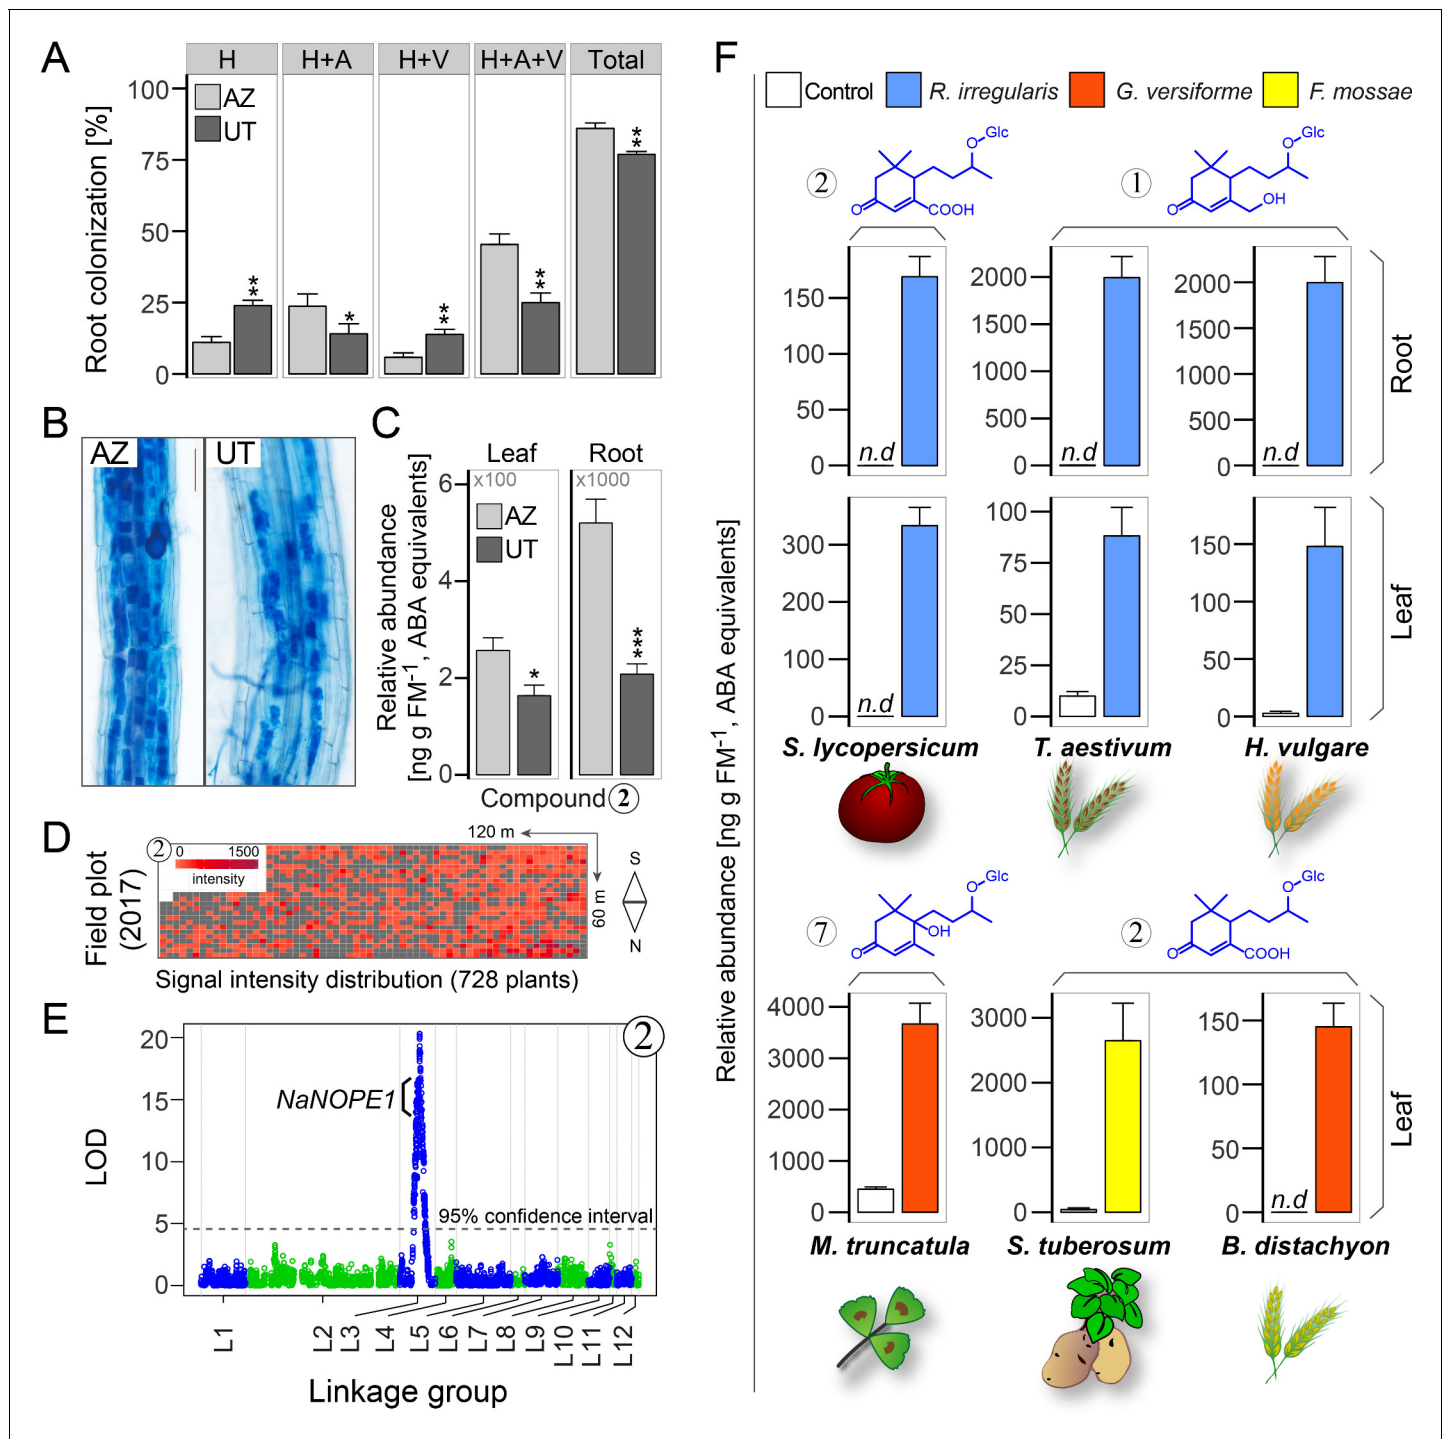 A
H
H+A
H+V
H+A+V
Total
Root colonization [%]
100
75
50
25
0
AZ
UT
**
*
**
**
**
B
AZ
UT
C
Leaf
Root
Relative abundance
[ng g FM-1, ABA equivalents]
6
4
2
0
x100
x1000
AZ
UT
*
***
Compound 2
D
Field plot
(2017)
2
0
1500
intensity
120 m
60 m
S
N
Signal intensity distribution (728 plants)
E
2
LOD
20
15
10
5
0
NaNOPE1
95% confidence interval
L1
L2
L3
L4
L5
L6
L7
L8
L9
L10
L11
L12
Linkage group
F
Control
R. irregularis
G. versiforme
F. mossae
Relative abundance [ng g FM-1, ABA equivalents]
2
O
COOH
O
Glc
1
O
OH
O
Glc
150
100
50
0
n.d
2000
1500
1000
500
0
n.d
2000
1500
1000
500
0
n.d
Root
300
200
100
0
n.d
100
75
50
25
0
150
100
50
0
Leaf
S. lycopersicum
T. aestivum
H. vulgare
7
O
OH
O
Glc
2
O
COOH
O
Glc
4000
3000
2000
1000
0
3000
2000
1000
0
150
100
50
0
n.d
Leaf
M. truncatula
S. tuberosum
B. distachyon